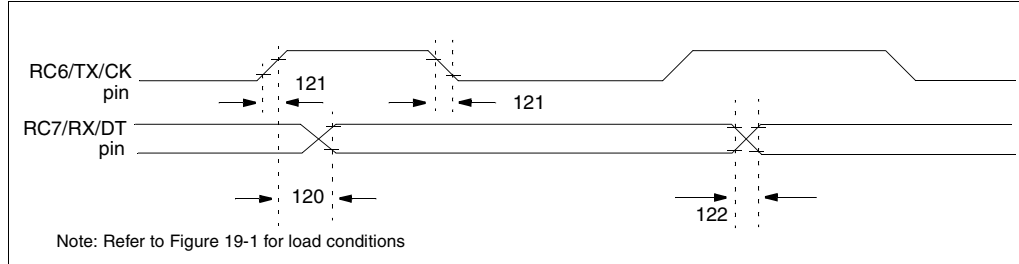 RC6/TX/CK
pin
121
121
RC7/RX/DT
pin
120
122
Note: Refer to Figure 19-1 for load conditions